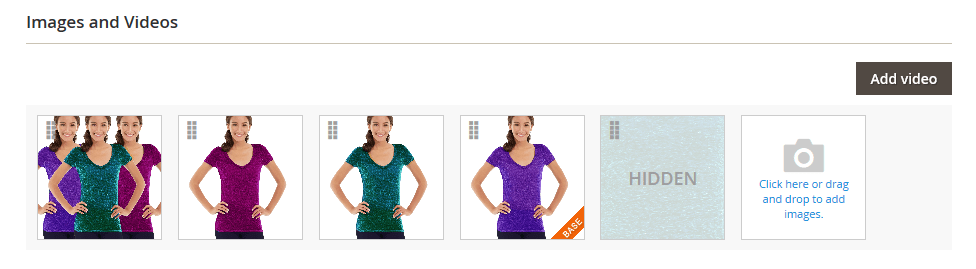 Images and Videos
Add video
BASE
HIDDEN
Click here or drag
and drop to add
images.